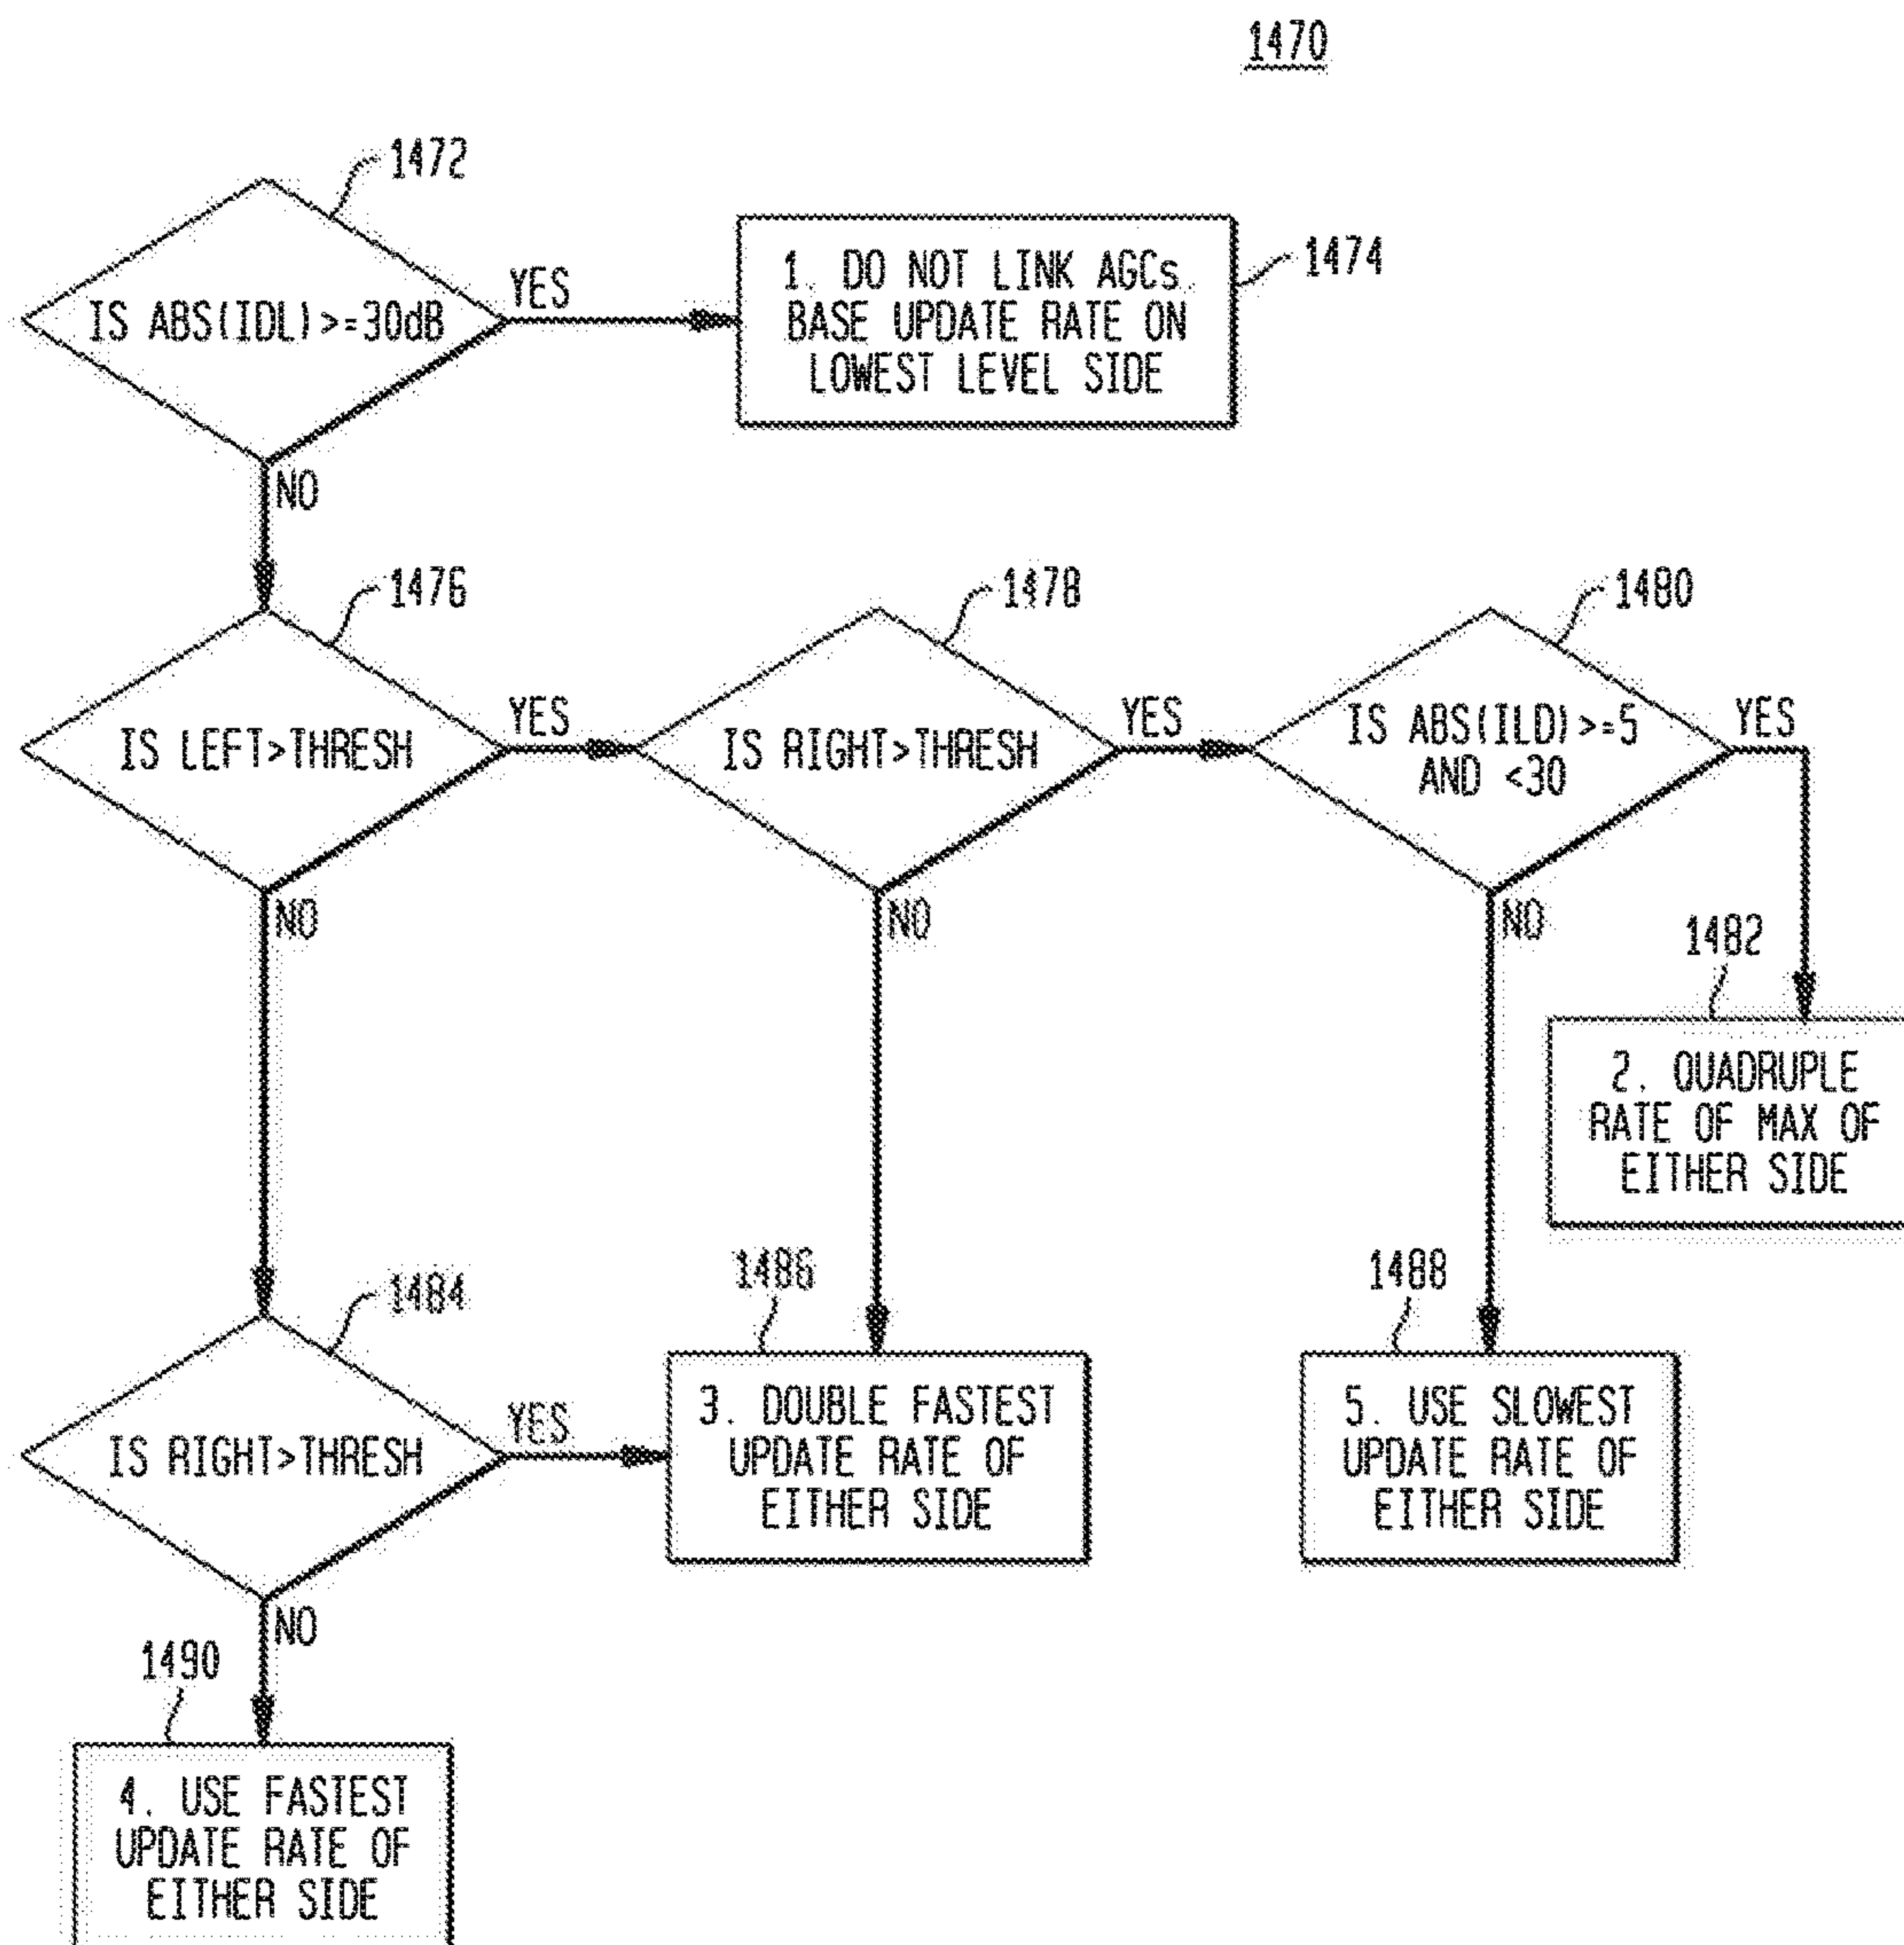 1470
1472
IS ABS(IDL)>=30dB
YES
1. DO NOT LINK AGCs.
BASE UPDATE RATE ON
LOWEST LEVEL SIDE
1474
NO
1476
IS LEFT>THRESH
YES
1478
IS RIGHT>THRESH
YES
1480
IS ABS(ILD)>=5
AND <30
YES
NO
NO
NO
1482
2. QUADRUPLE
RATE OF MAX OF
EITHER SIDE
1484
IS RIGHT>THRESH
YES
1486
3. DOUBLE FASTEST
UPDATE RATE OF
EITHER SIDE
1488
5. USE SLOWEST
UPDATE RATE OF
EITHER SIDE
NO
1490
4. USE FASTEST
UPDATE RATE OF
EITHER SIDE